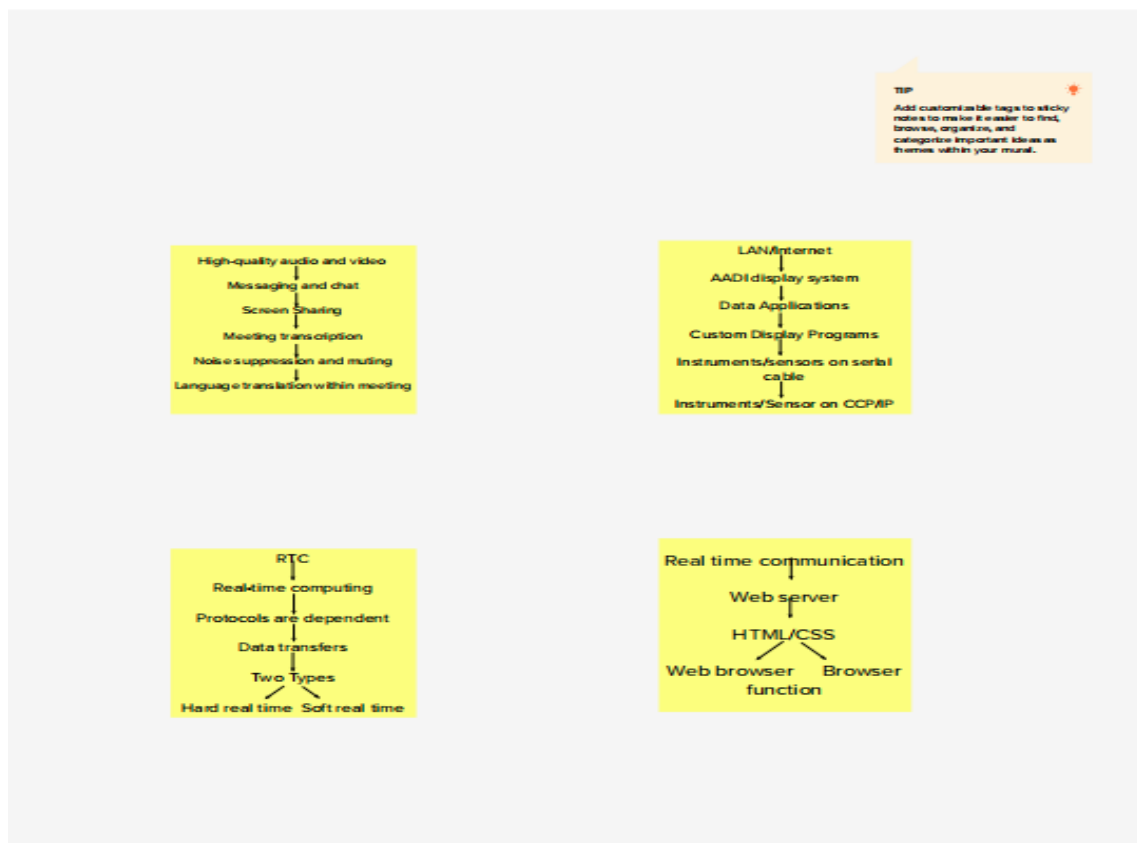 TIP
Add customizable tags to sticky
notes to make it easier to find,
browse, organize, and
categorize important ideas as
themes within your mural.
High-quality audio and video
Messaging and chat
Screen Sharing
Meeting transcription
Noise suppression and muting
Language translation within meeting
LAN/Internet
AADI display system
Data Applications
Custom Display Programs
Instruments/sensors on serial
cable
Instruments/Sensor on CCP/IP
RTC
Real-time computing
Protocols are dependent
Data transfers
Two Types
Hard real time Soft real time
Real time communication
Web server
HTML/CSS
Web browser Browser
function